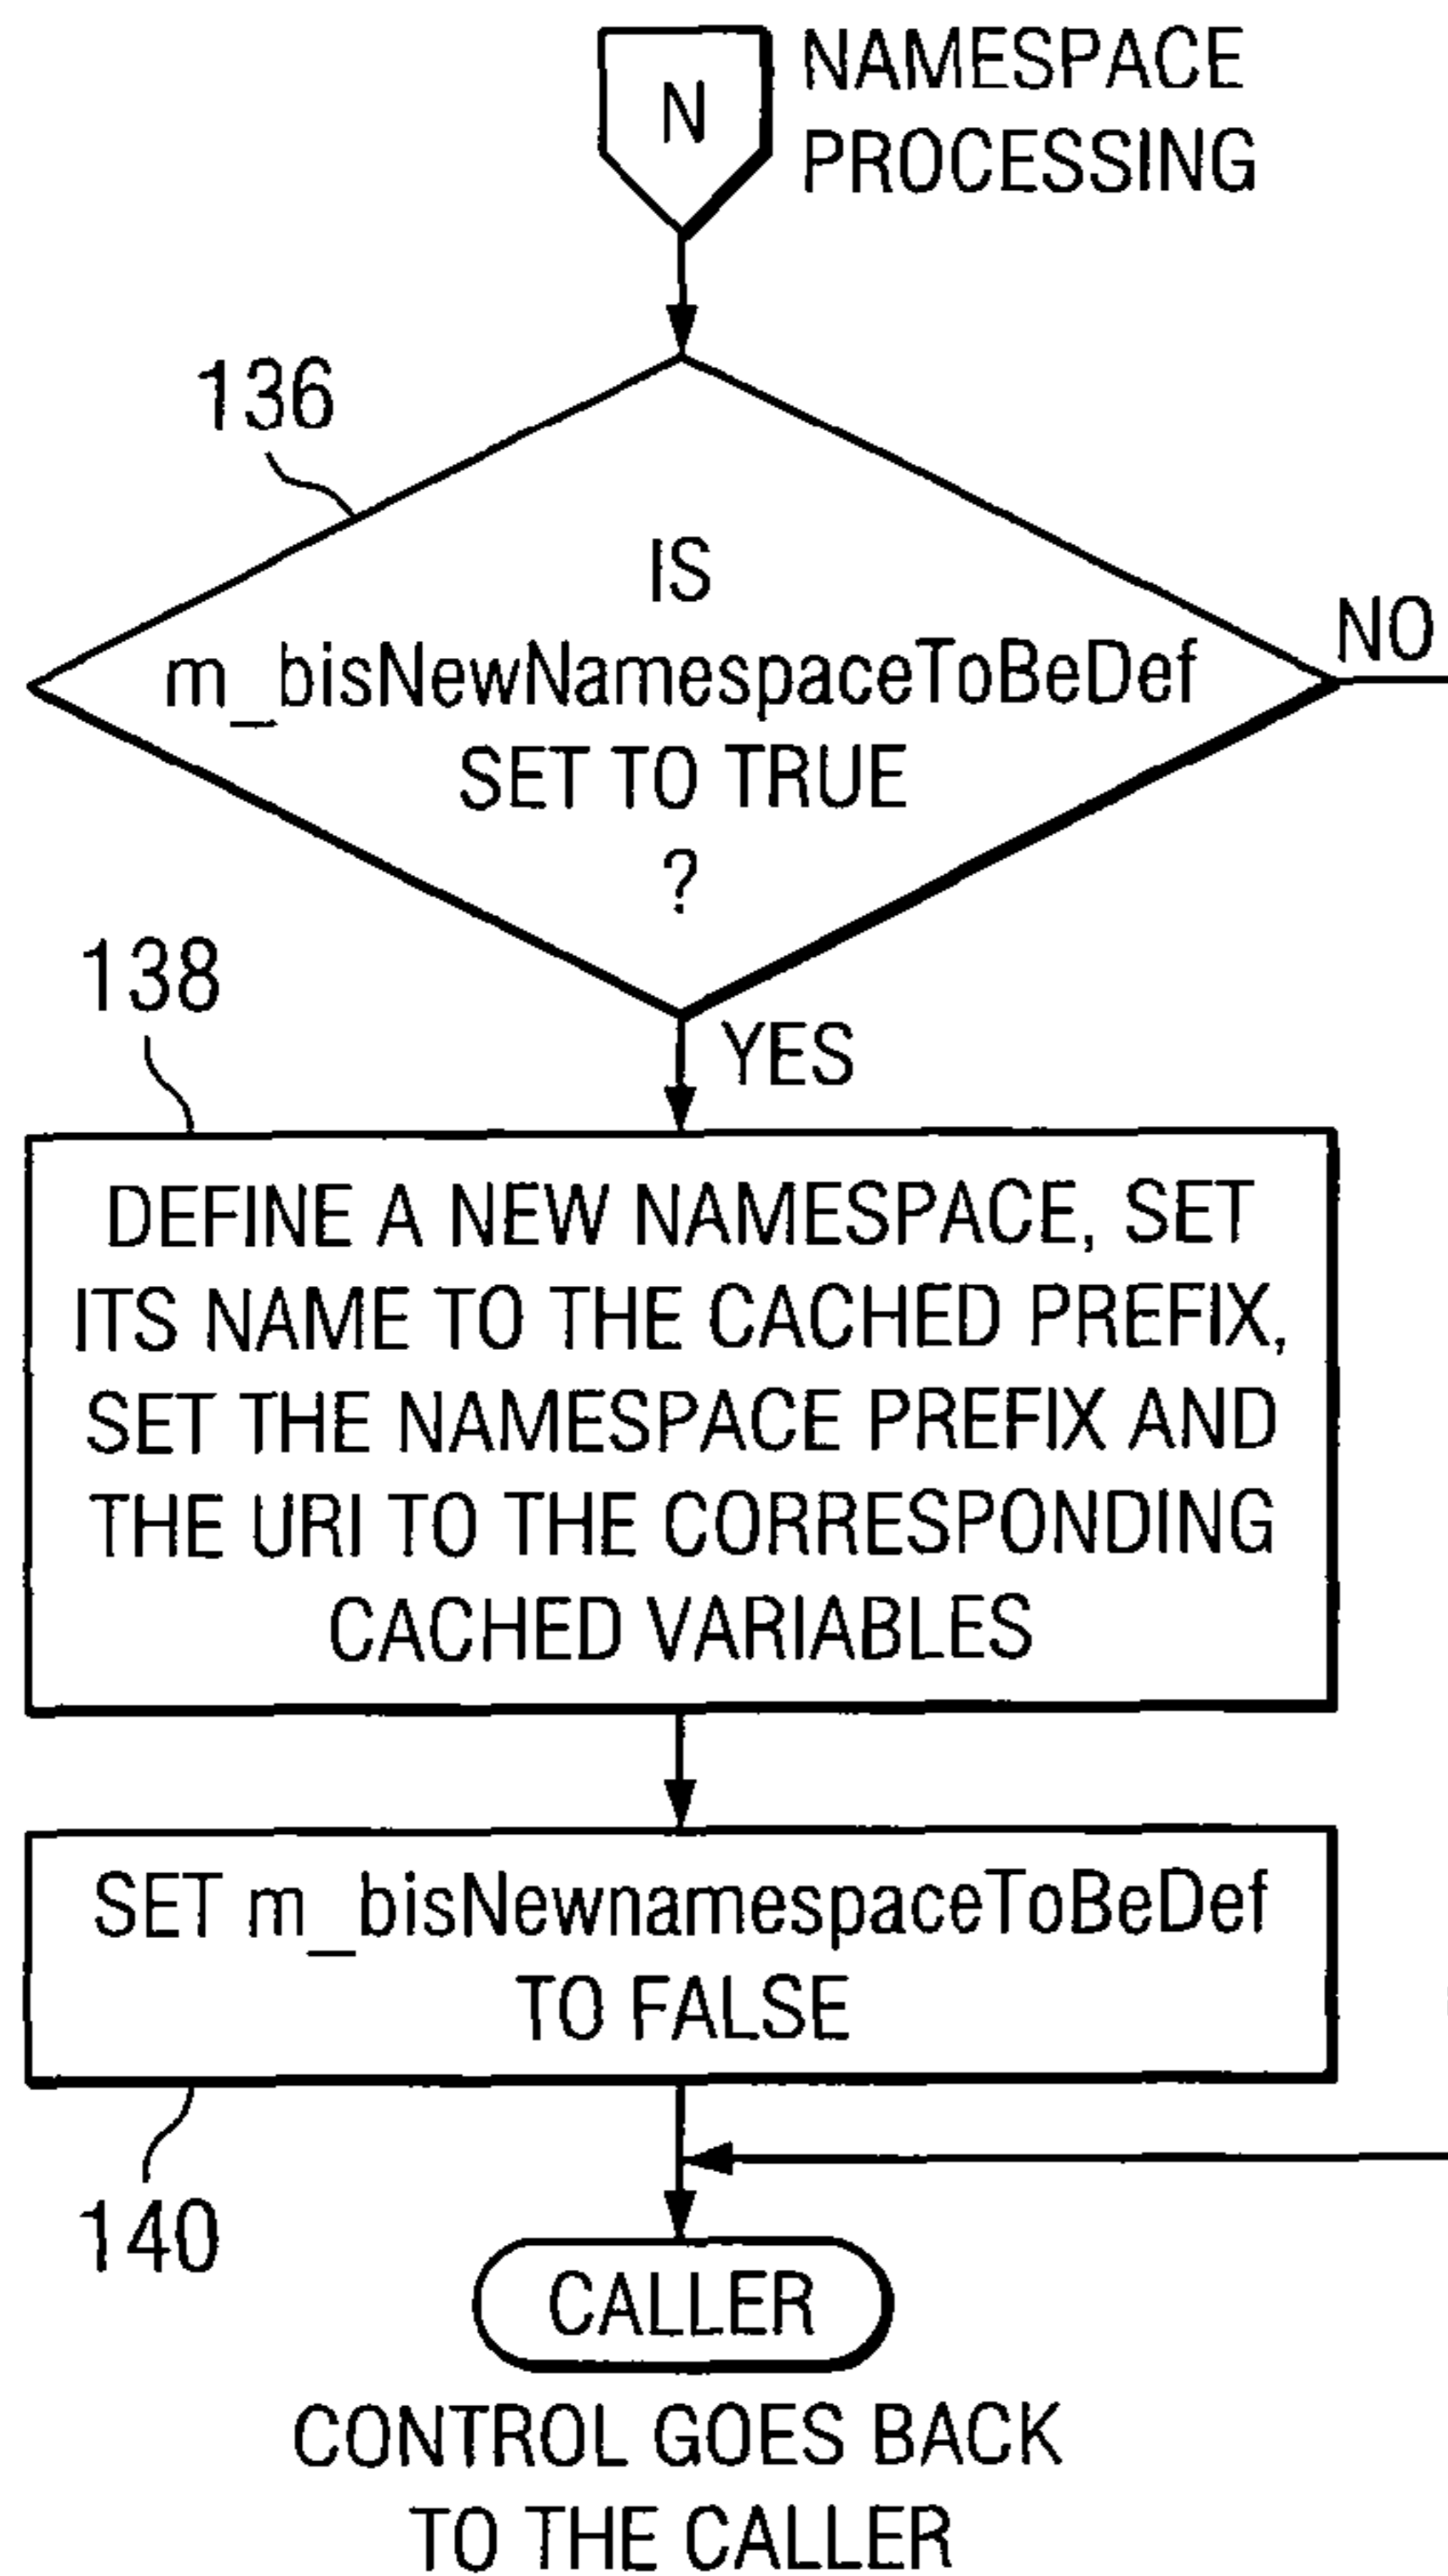 N
NAMESPACE
PROCESSING
136
IS
m_bisNewNamespaceToBeDef
SET TO TRUE
?
NO
YES
138
DEFINE A NEW NAMESPACE, SET
ITS NAME TO THE CACHED PREFIX,
SET THE NAMESPACE PREFIX AND
THE URI TO THE CORRESPONDING
CACHED VARIABLES
SET m_bisNewnamespaceToBeDef
TO FALSE
140
CALLER
CONTROL GOES BACK
TO THE CALLER